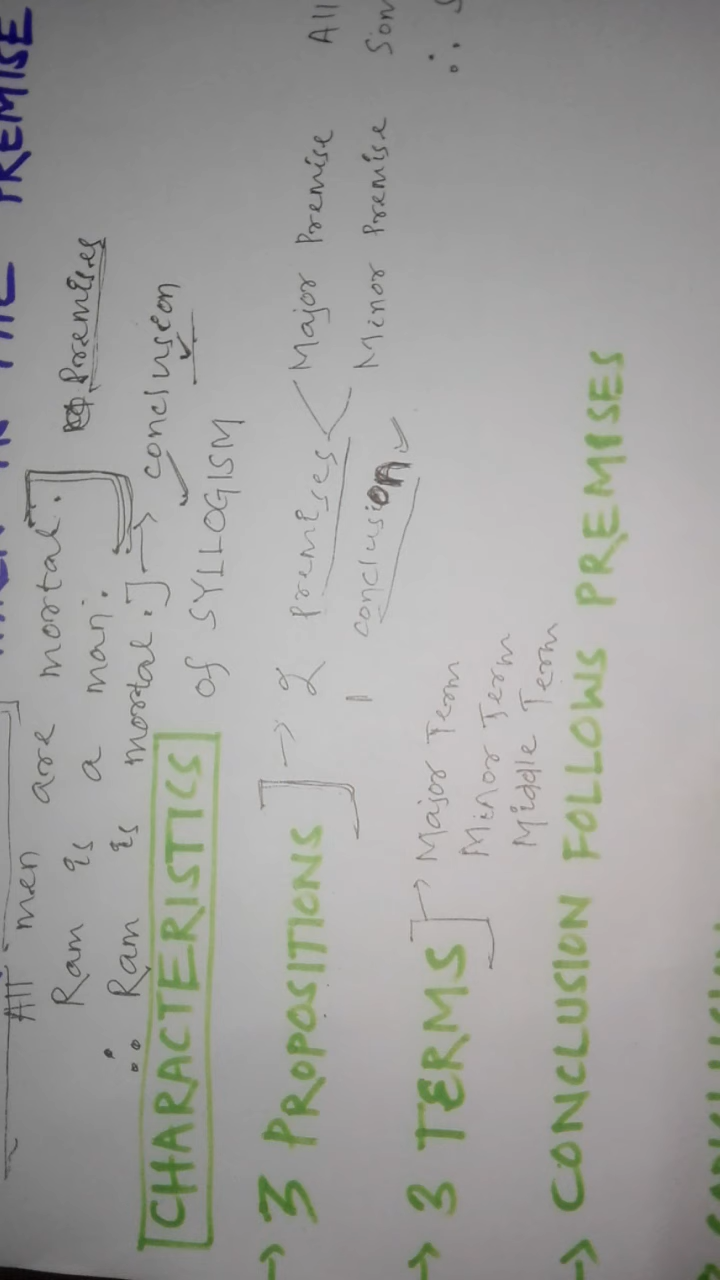 PREMISE
All men are mortal. Premises
Ram is a man.
∴ Ram is mortal. → conclusion
CHARACTERISTICS of SYLLOGISM
→ 3 PROPOSITIONS → 2 premises < Major Premise All
Minor Premise Som
1 conclusion ∴ S
→ 3 TERMS → Major Term
Minor Term
Middle Term
→ CONCLUSION FOLLOWS PREMISES